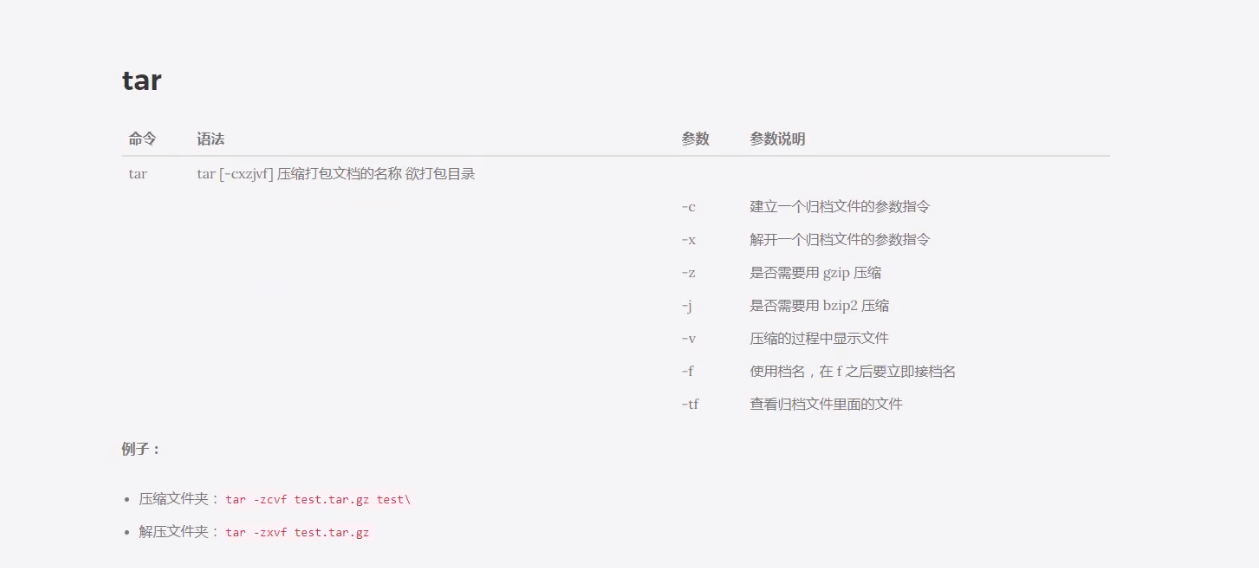 tar
命令 语法 参数 参数说明
tar tar [-cxzjvf] 压缩打包文档的名称 欲打包目录
-c 建立一个归档文件的参数指令
-x 解开一个归档文件的参数指令
-z 是否需要用 gzip 压缩
-j 是否需要用 bzip2 压缩
-v 压缩的过程中显示文件
-f 使用档名，在 f 之后要立即接档名
-tf 查看归档文件里面的文件
例子：
• 压缩文件夹： tar -zcvf test.tar.gz test\
• 解压文件夹： tar -zxvf test.tar.gz